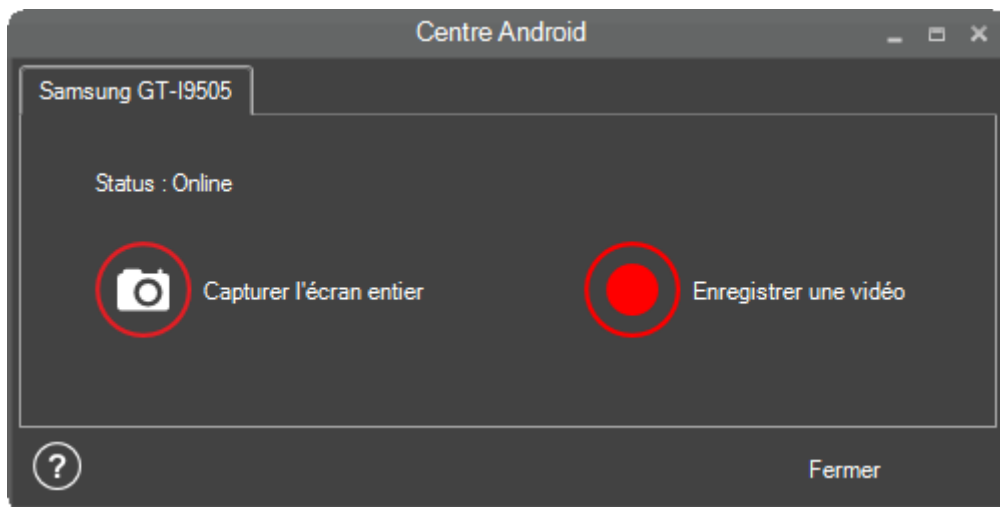 Centre Android
Samsung GT-I9505
Status : Online
Capturer l'écran entier
Enregistrer une vidéo
?
Fermer